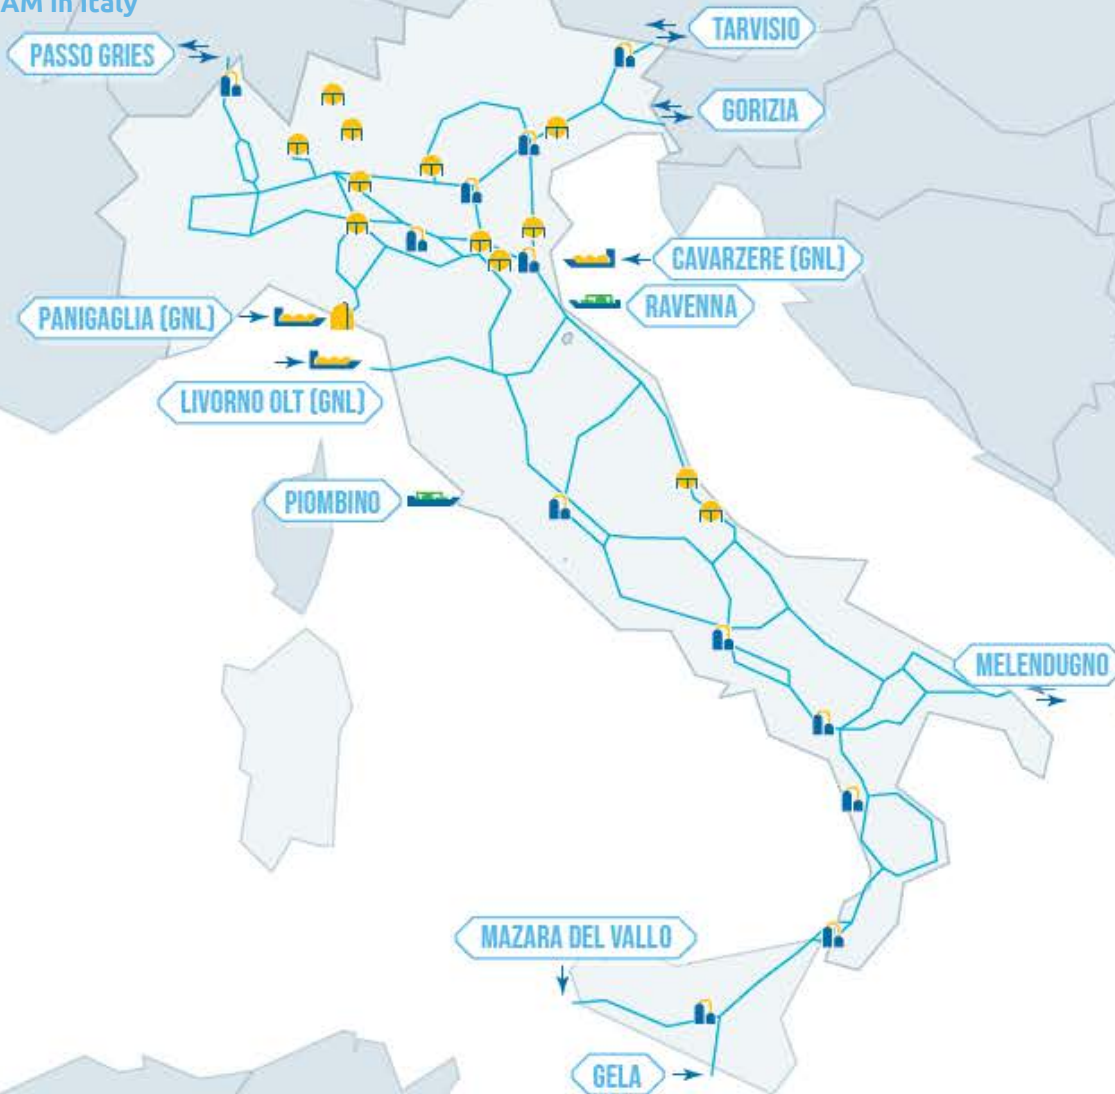 AM in Italy
PASSO GRIES
TARVISIO
GORIZIA
CAVARZERE (GNL)
RAVENNA
PANIGAGLIA (GNL)
LIVORNO OLT (GNL)
PIOMBINO
MELENDUGNO
MAZARA DEL VALLO
GELA